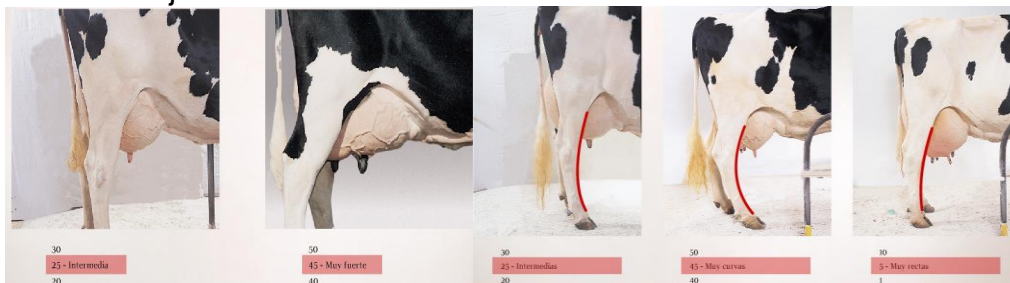 30
25 - Intermedia
20
50
45 - Muy fuerte
40
30
25 - Intermedias
20
50
45 - Muy curvas
40
10
5 - Muy rectas
1